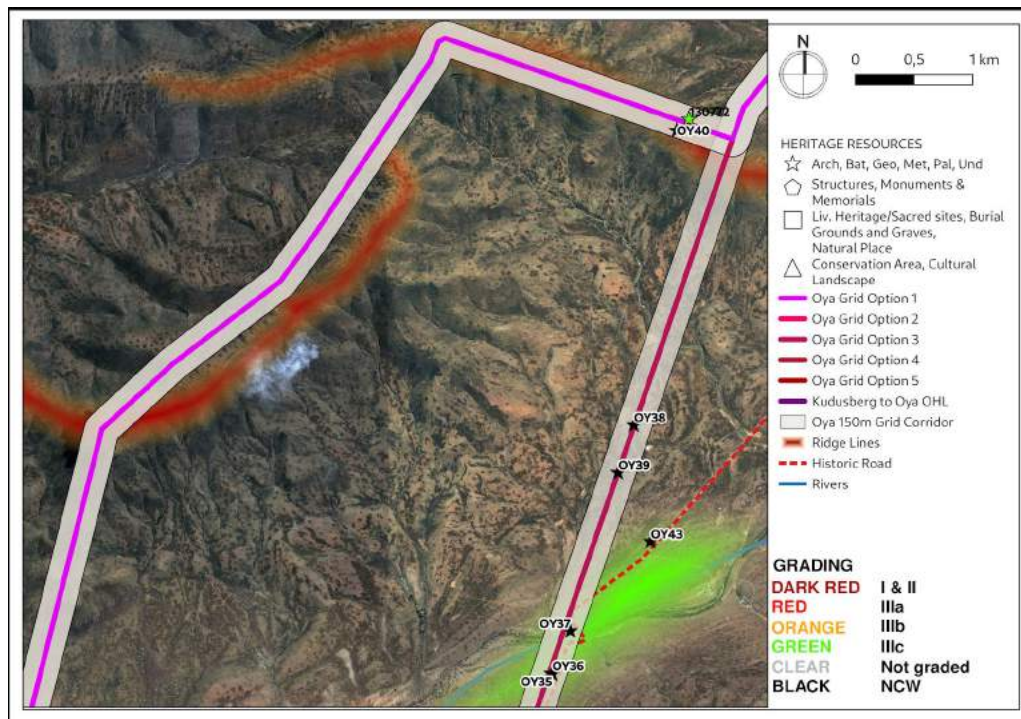 N
0 0,5 1 km
HERITAGE RESOURCES
Arch, Bat, Geo, Met, Pal, Und
Structures, Monuments &
Memorials
Liv. Heritage/Sacred sites, Burial
Grounds and Graves,
Natural Place
Conservation Area, Cultural
Landscape
Oya Grid Option 1
Oya Grid Option 2
Oya Grid Option 3
Oya Grid Option 4
Oya Grid Option 5
Kudusberg to Oya OHL
Oya 150m Grid Corridor
Ridge Lines
Historic Road
Rivers
GRADING
DARK RED I & II
RED IIIa
ORANGE IIIb
GREEN IIIc
CLEAR Not graded
BLACK NCW
OY40
OY38
OY39
OY43
OY37
OY36
OY35